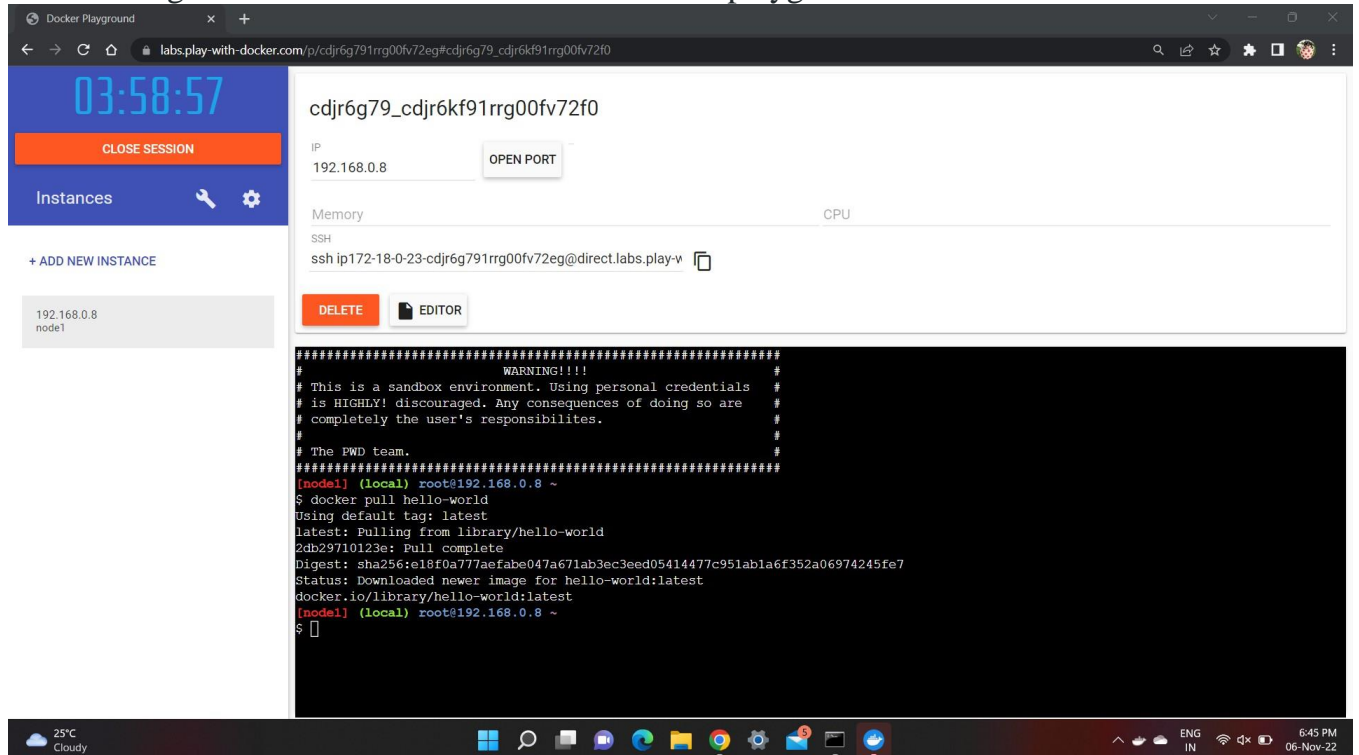 Docker Playground
labs.play-with-docker.com/p/cdjr6g791rrg00fv72eg#cdjr6g79_cdjr6kf91rrg00fv72f0
03:58:57
CLOSE SESSION
Instances
+ ADD NEW INSTANCE
192.168.0.8
node1
cdjr6g79_cdjr6kf91rrg00fv72f0
IP
192.168.0.8
OPEN PORT
Memory
CPU
SSH
ssh ip172-18-0-23-cdjr6g791rrg00fv72eg@direct.labs.play-w
DELETE
EDITOR
###############################################################
# WARNING!!!! #
# This is a sandbox environment. Using personal credentials #
# is HIGHLY! discouraged. Any consequences of doing so are #
# completely the user's responsibilites. #
# #
# The PWD team. #
###############################################################
[node1] (local) root@192.168.0.8 ~
$ docker pull hello-world
Using default tag: latest
latest: Pulling from library/hello-world
2db29710123e: Pull complete
Digest: sha256:e18f0a777aefabe047a671ab3ec3eed05414477c951ab1a6f352a06974245fe7
Status: Downloaded newer image for hello-world:latest
docker.io/library/hello-world:latest
[node1] (local) root@192.168.0.8 ~
$
25°C
Cloudy
5
ENG
IN
6:45 PM
06-Nov-22